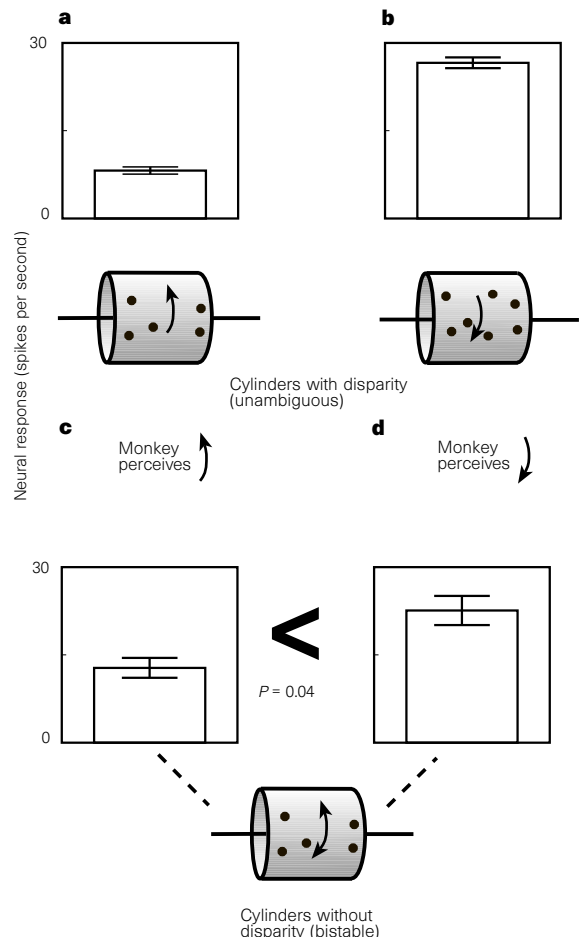 a
b
30
0
Neural response (spikes per second)
Cylinders with disparity
(unambiguous)
c
Monkey
perceives
d
Monkey
perceives
30
<
P = 0.04
0
Cylinders without
disparity (bistable)